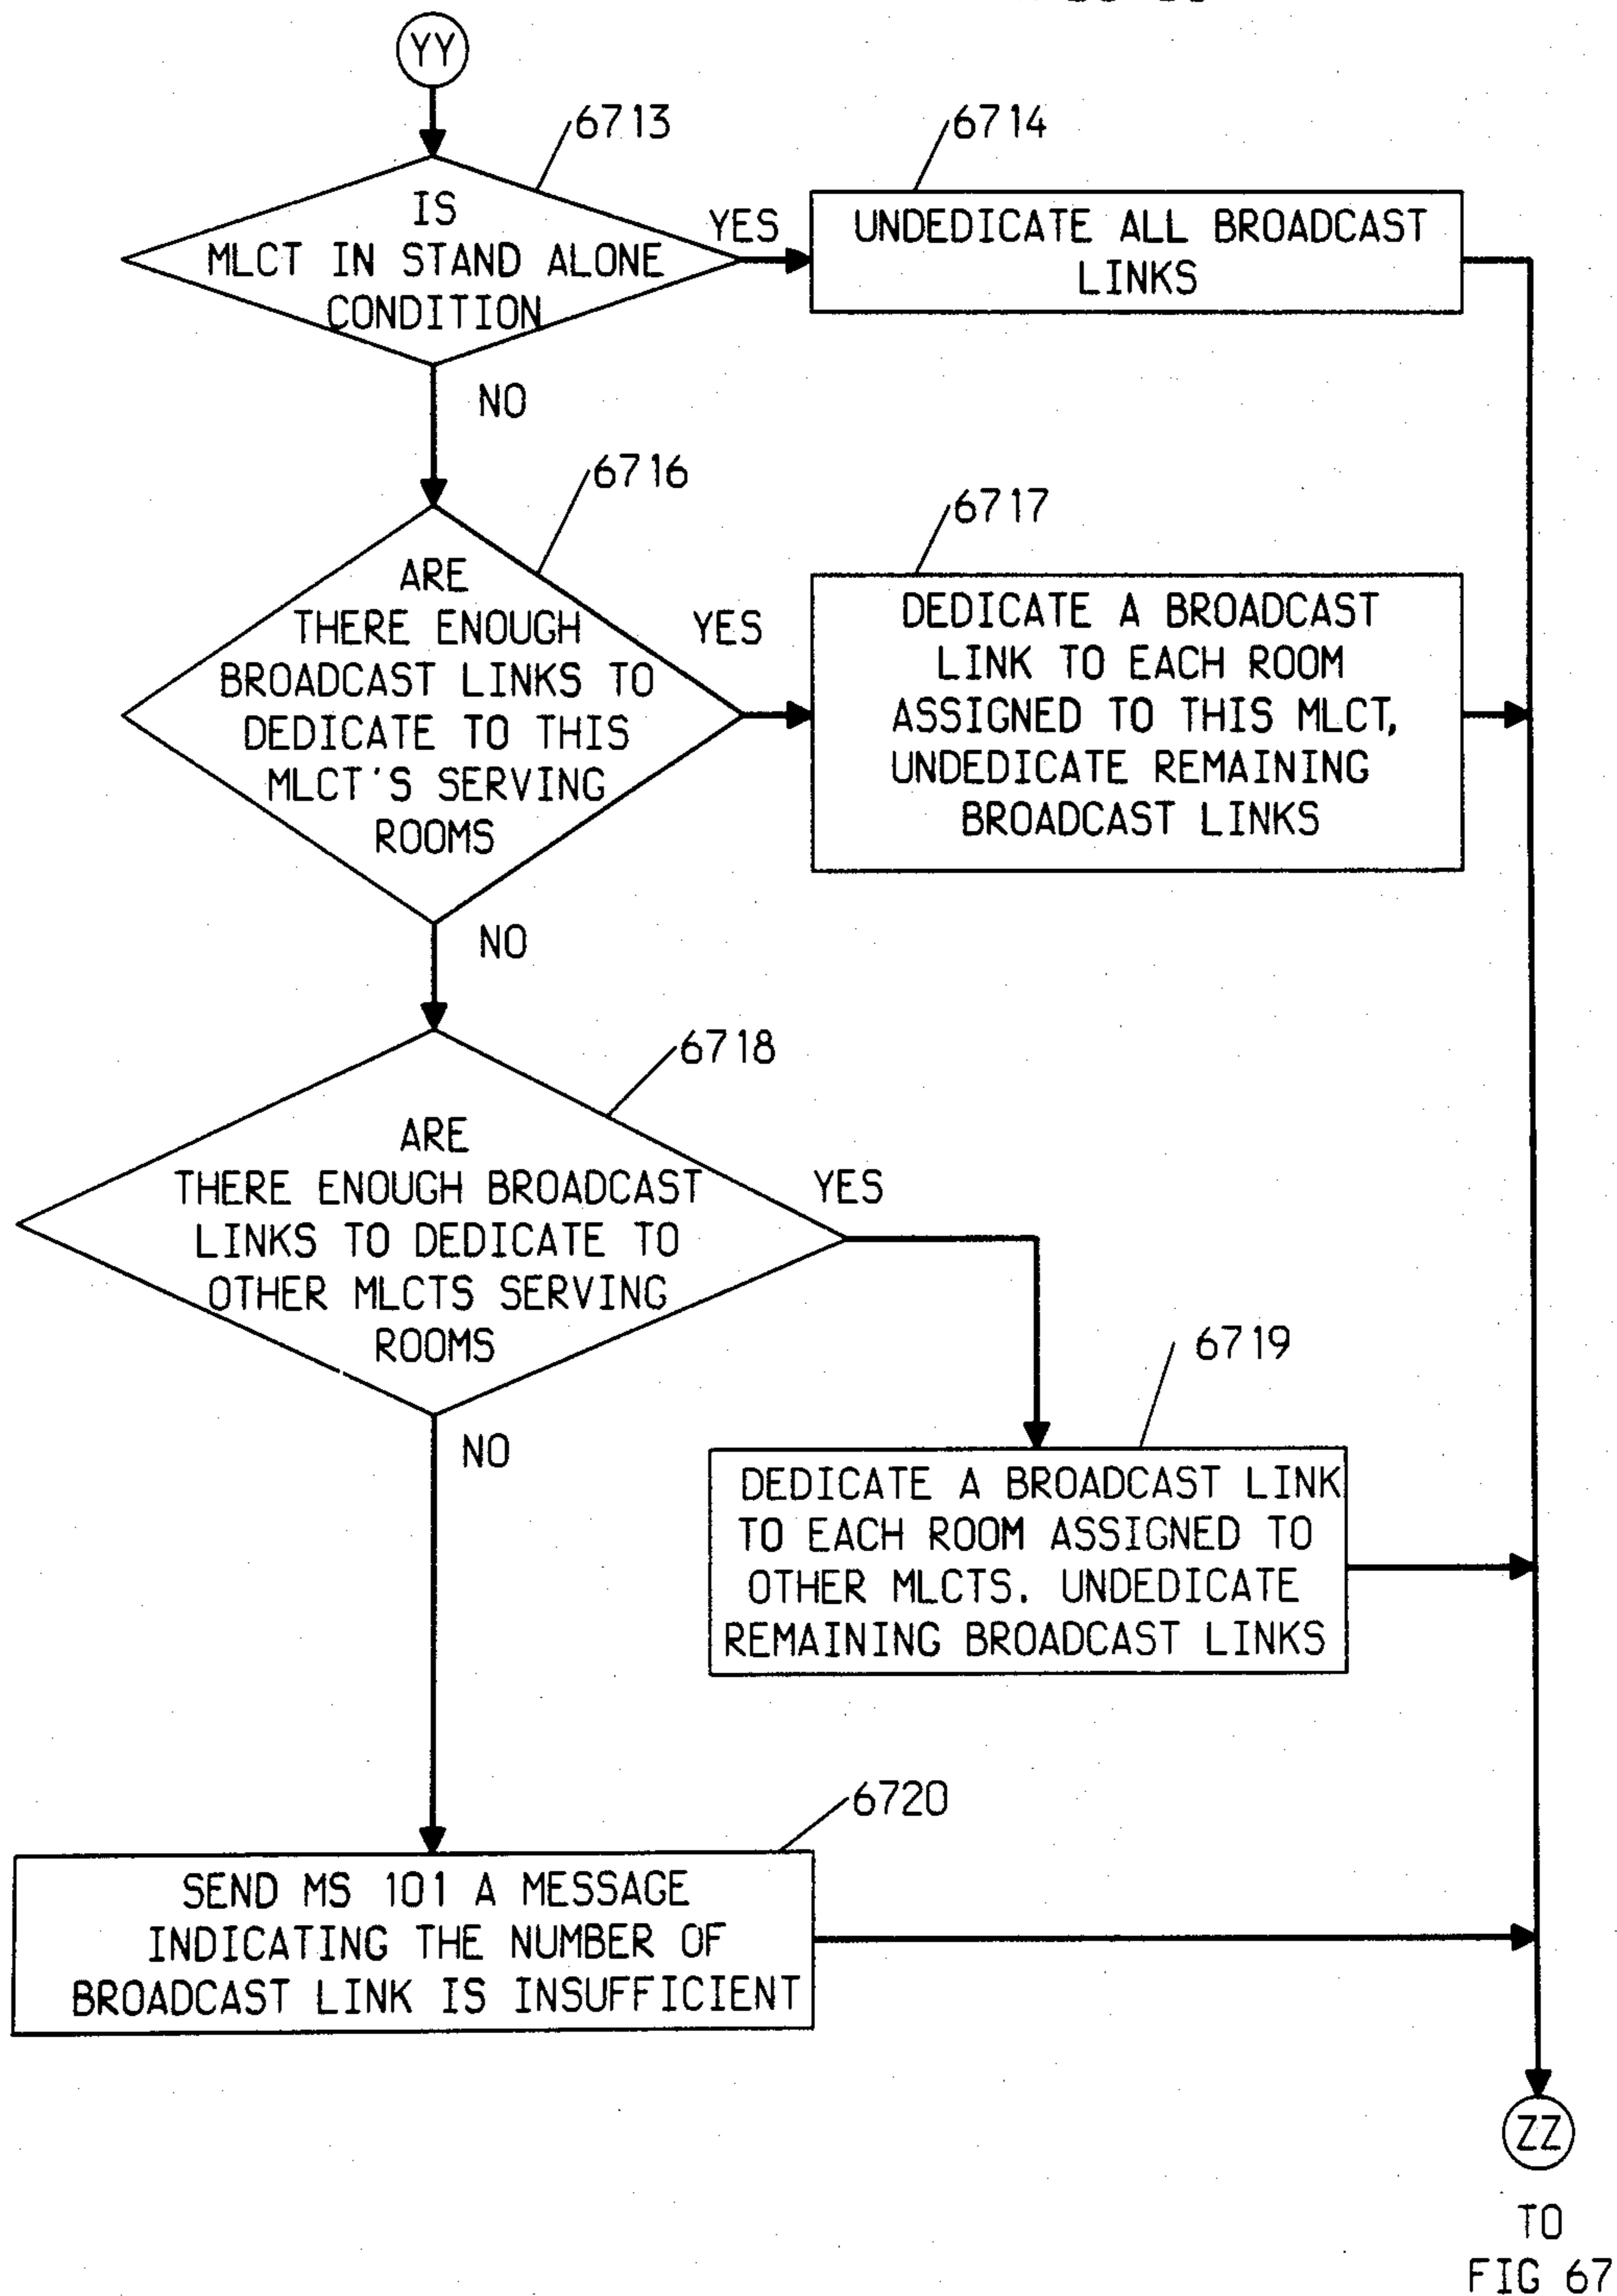 YY
6713
6714
IS
MLCT IN STAND ALONE
CONDITION
YES
UNDEDICATE ALL BROADCAST
LINKS
NO
6716
6717
ARE
THERE ENOUGH
BROADCAST LINKS TO
DEDICATE TO THIS
MLCT'S SERVING
ROOMS
YES
DEDICATE A BROADCAST
LINK TO EACH ROOM
ASSIGNED TO THIS MLCT,
UNDEDICATE REMAINING
BROADCAST LINKS
NO
6718
ARE
THERE ENOUGH BROADCAST
LINKS TO DEDICATE TO
OTHER MLCTS SERVING
ROOMS
YES
6719
NO
DEDICATE A BROADCAST LINK
TO EACH ROOM ASSIGNED TO
OTHER MLCTS. UNDEDICATE
REMAINING BROADCAST LINKS
6720
SEND MS 101 A MESSAGE
INDICATING THE NUMBER OF
BROADCAST LINK IS INSUFFICIENT
ZZ
TO
FIG 67